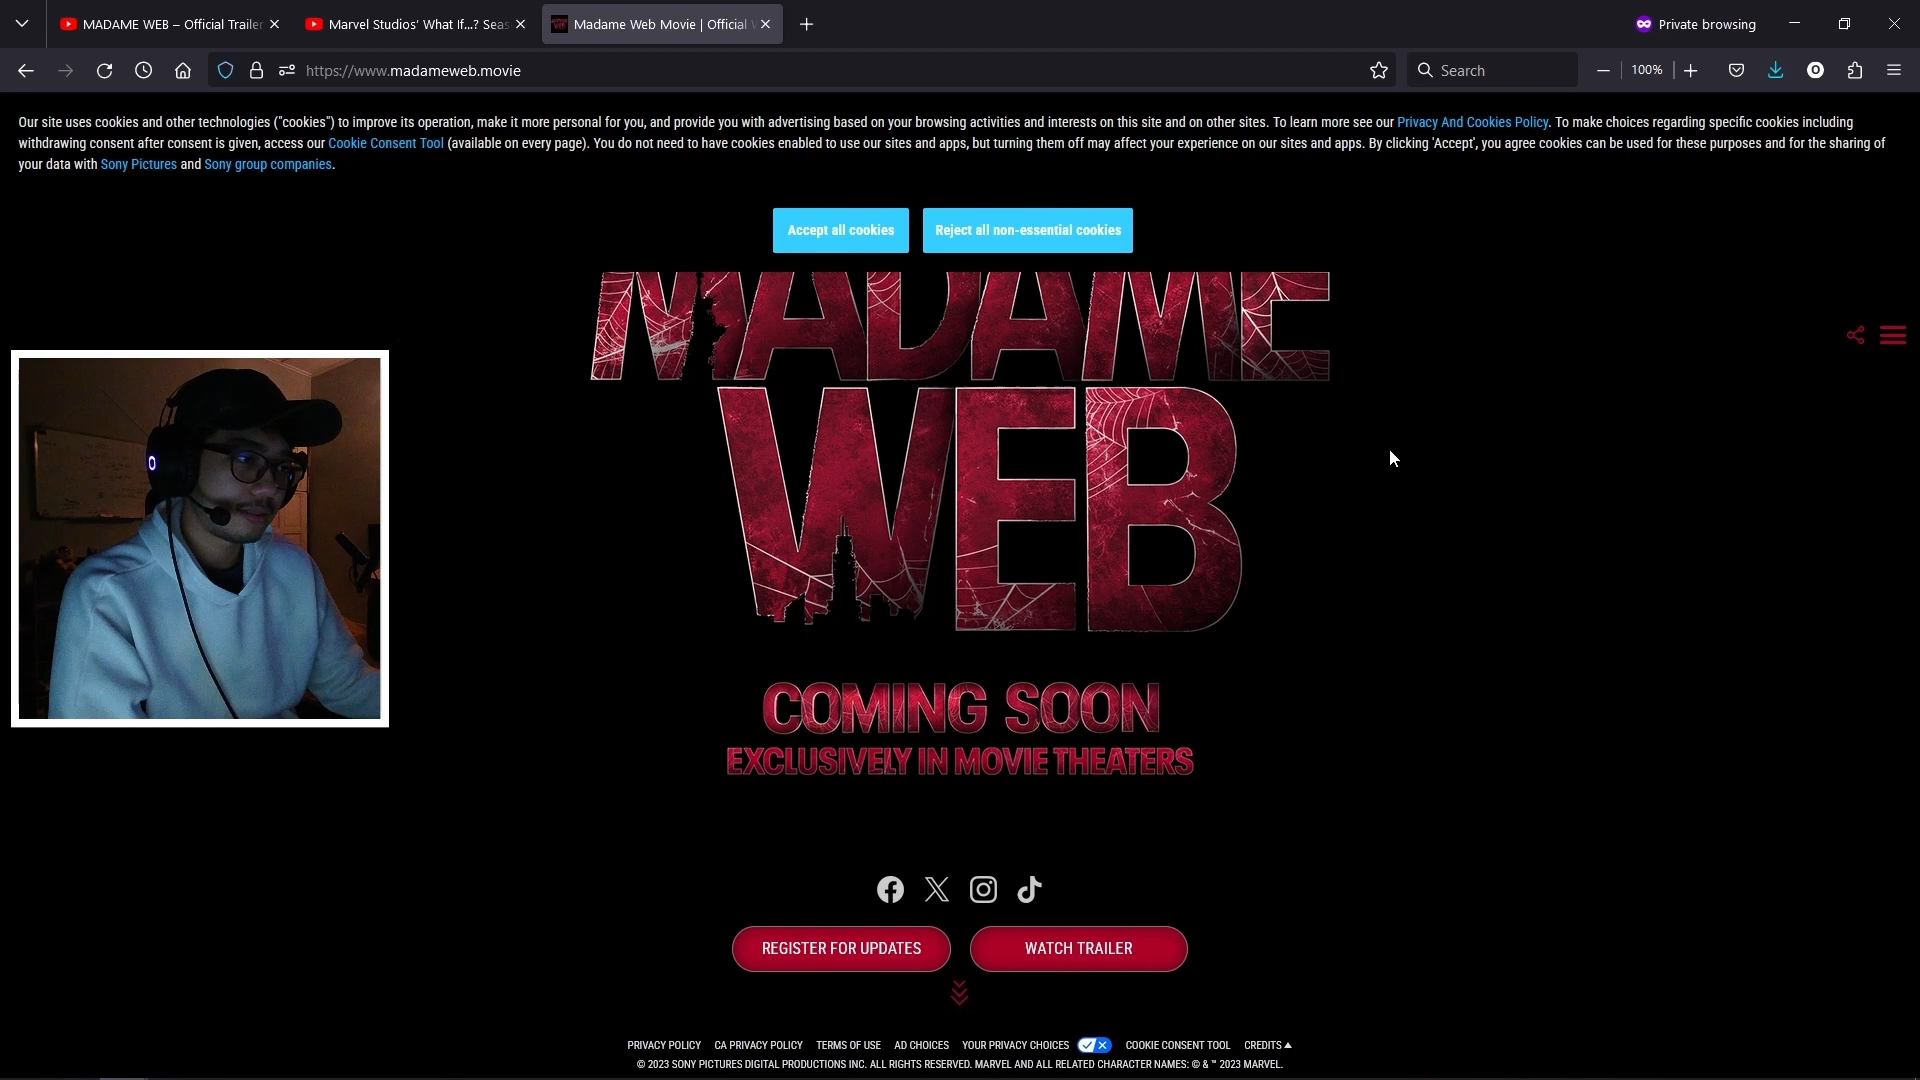 MADAME WEB – Official Trailer
Marvel Studios' What If...? Seas
Madame Web Movie | Official W
Private browsing
https://www.madameweb.movie
Search
100%
Our site uses cookies and other technologies ("cookies") to improve its operation, make it more personal for you, and provide you with advertising based on your browsing activities and interests on this site and on other sites. To learn more see our Privacy And Cookies Policy. To make choices regarding specific cookies including
withdrawing consent after consent is given, access our Cookie Consent Tool (available on every page). You do not need to have cookies enabled to use our sites and apps, but turning them off may affect your experience on our sites and apps. By clicking 'Accept', you agree cookies can be used for these purposes and for the sharing of
your data with Sony Pictures and Sony group companies.
Accept all cookies Reject all non-essential cookies
MADAME
WEB
COMING SOON
EXCLUSIVELY IN MOVIE THEATERS
REGISTER FOR UPDATES WATCH TRAILER
PRIVACY POLICY CA PRIVACY POLICY TERMS OF USE AD CHOICES YOUR PRIVACY CHOICES COOKIE CONSENT TOOL CREDITS
© 2023 SONY PICTURES DIGITAL PRODUCTIONS INC. ALL RIGHTS RESERVED. MARVEL AND ALL RELATED CHARACTER NAMES: © & ™ 2023 MARVEL.